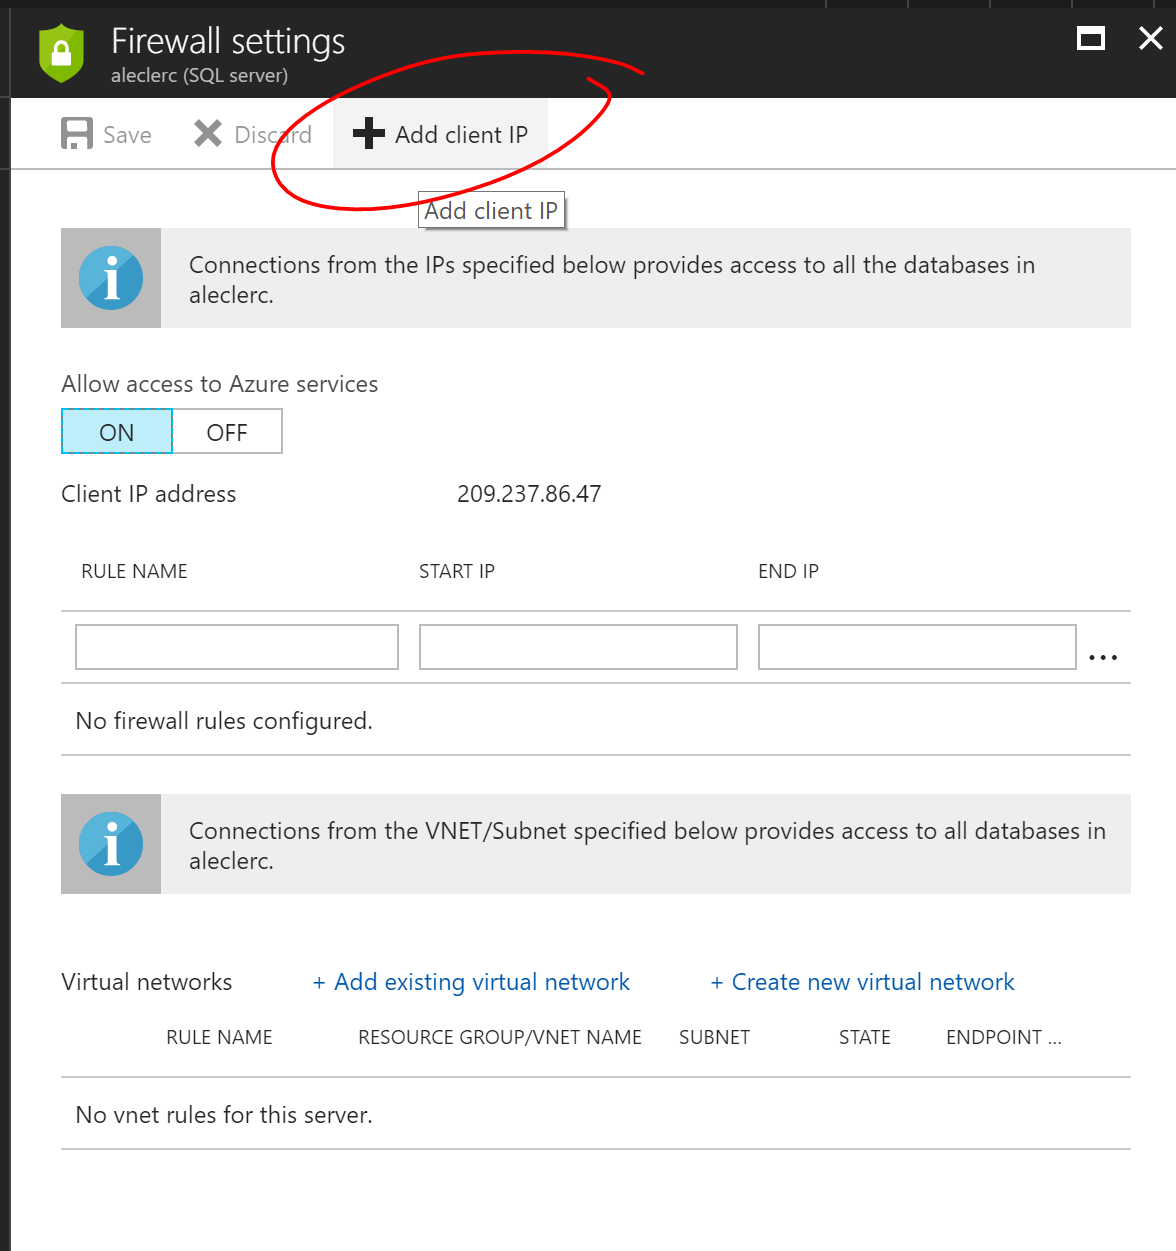 Firewall settings
aleclerc (SQL server)
Save Discard Add client IP
Add client IP
Connections from the IPs specified below provides access to all the databases in
aleclerc.
Allow access to Azure services
ON OFF
Client IP address 209.237.86.47
RULE NAME START IP END IP
...
No firewall rules configured.
Connections from the VNET/Subnet specified below provides access to all databases in
aleclerc.
Virtual networks + Add existing virtual network + Create new virtual network
RULE NAME RESOURCE GROUP/VNET NAME SUBNET STATE ENDPOINT ...
No vnet rules for this server.